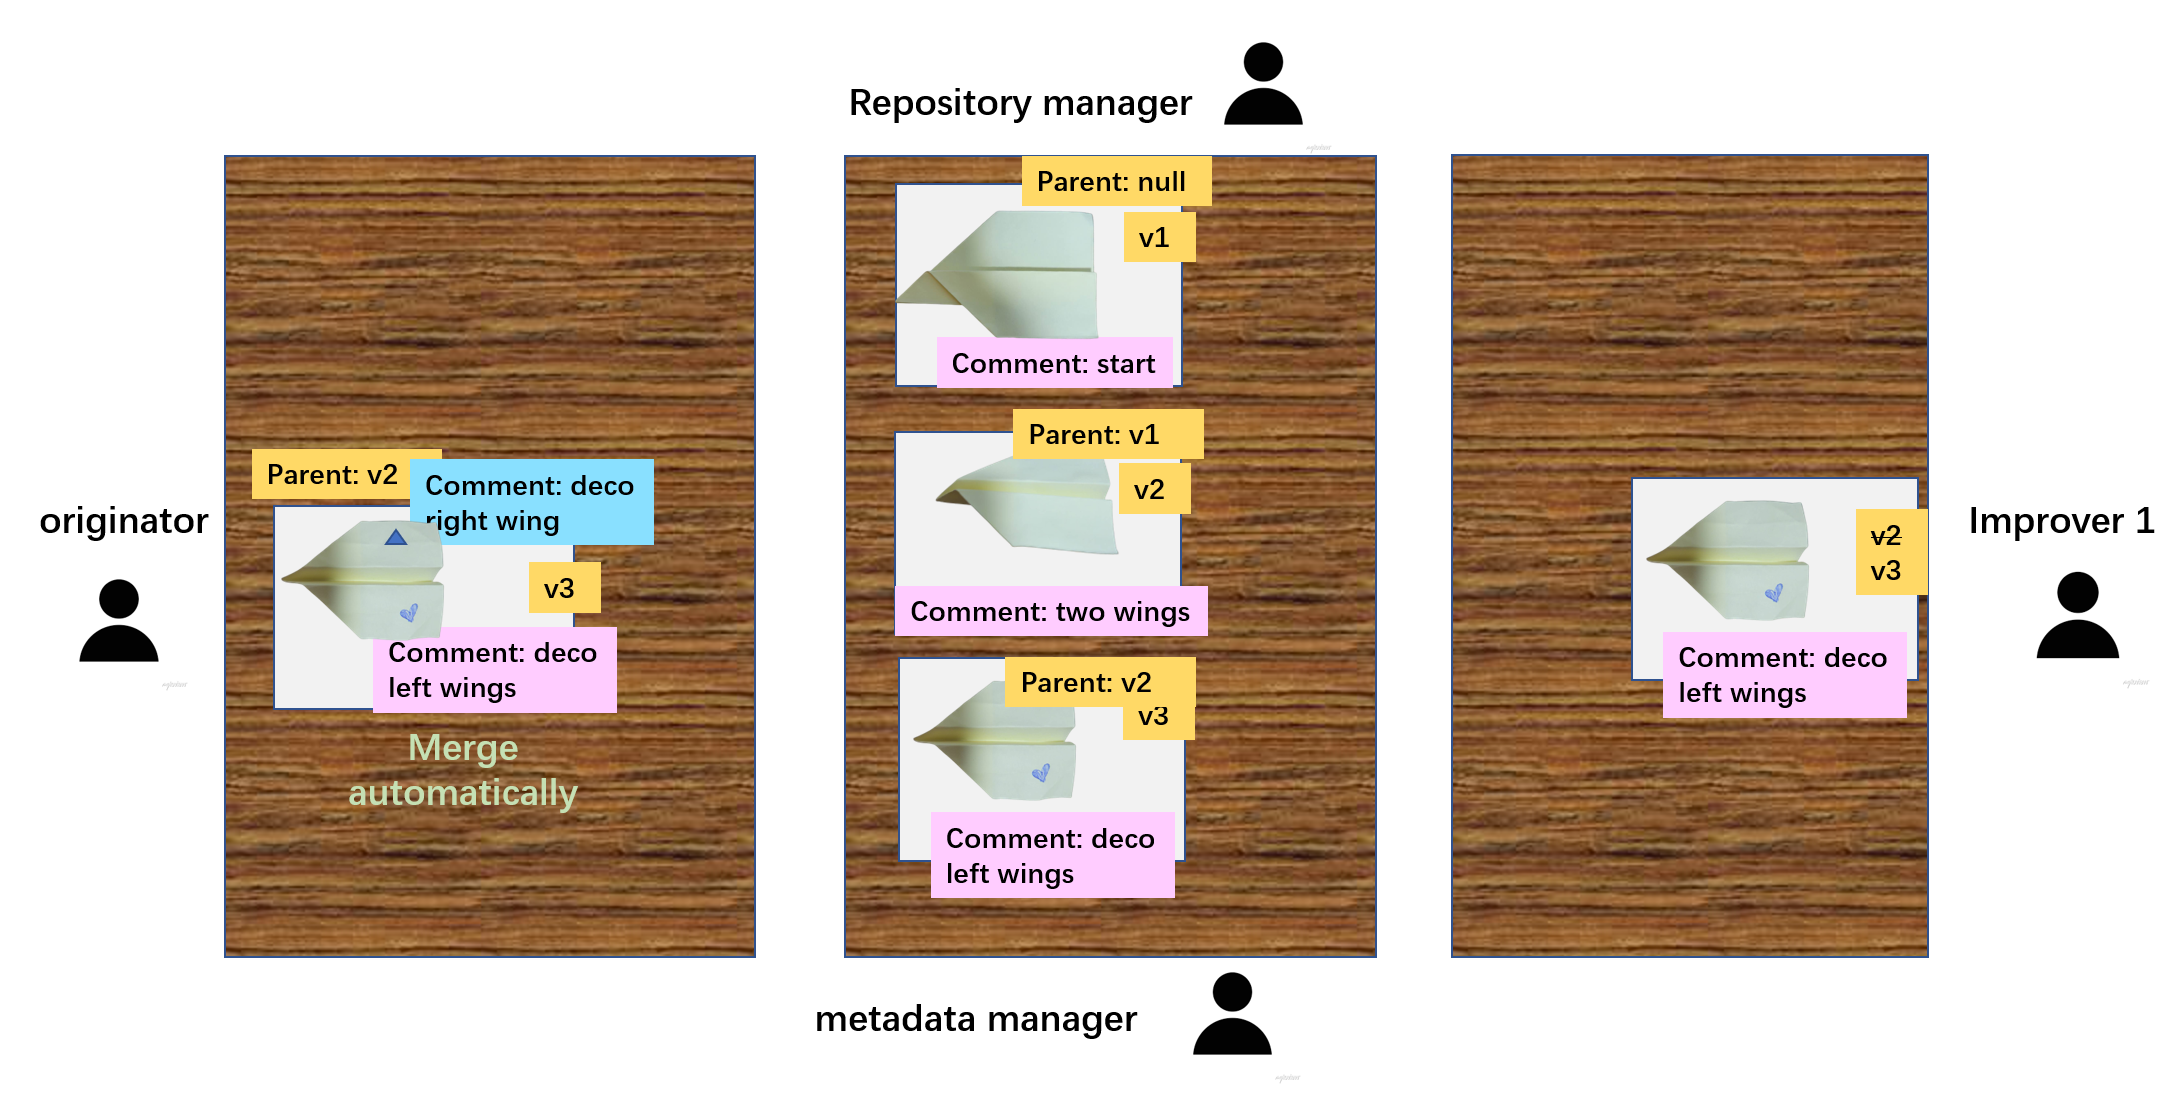 Repository manager
Parent: null
v1
Comment: start
Parent: v1
v2
Comment: two wings
Parent: v2
v3
Comment: deco
left wings
originator
Parent: v2
Comment: deco
right wing
v3
Comment: deco
left wings
Merge
automatically
Improver 1
v2
v3
Comment: deco
left wings
metadata manager